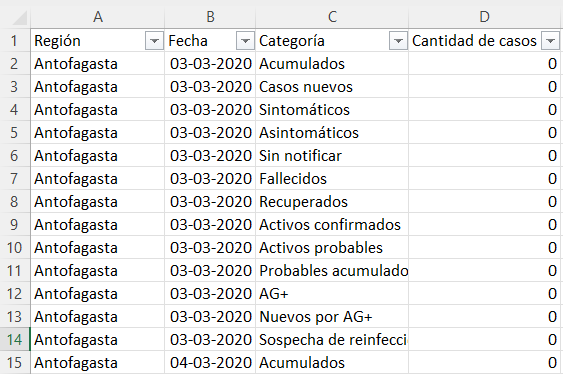 A B C D
1 Región Fecha Categoría Cantidad de casos
2 Antofagasta 03-03-2020 Acumulados 0
3 Antofagasta 03-03-2020 Casos nuevos 0
4 Antofagasta 03-03-2020 Sintomáticos 0
5 Antofagasta 03-03-2020 Asintomáticos 0
6 Antofagasta 03-03-2020 Sin notificar 0
7 Antofagasta 03-03-2020 Fallecidos 0
8 Antofagasta 03-03-2020 Recuperados 0
9 Antofagasta 03-03-2020 Activos confirmados 0
10 Antofagasta 03-03-2020 Activos probables 0
11 Antofagasta 03-03-2020 Probables acumulado 0
12 Antofagasta 03-03-2020 AG+ 0
13 Antofagasta 03-03-2020 Nuevos por AG+ 0
14 Antofagasta 03-03-2020 Sospecha de reinfecci 0
15 Antofagasta 04-03-2020 Acumulados 0